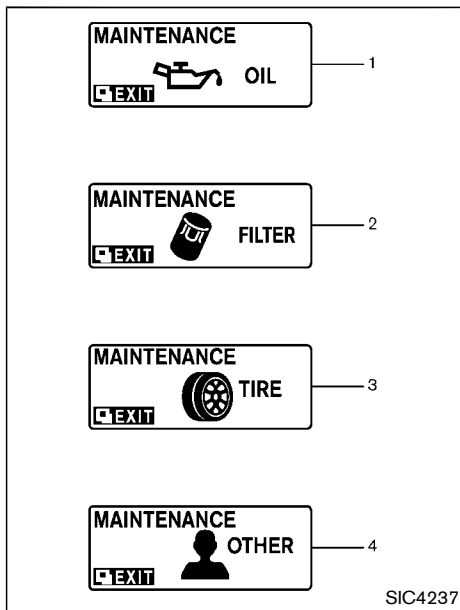 MAINTENANCE
OIL
EXIT
1
MAINTENANCE
FILTER
EXIT
2
MAINTENANCE
TIRE
EXIT
3
MAINTENANCE
OTHER
EXIT
4
SIC4237